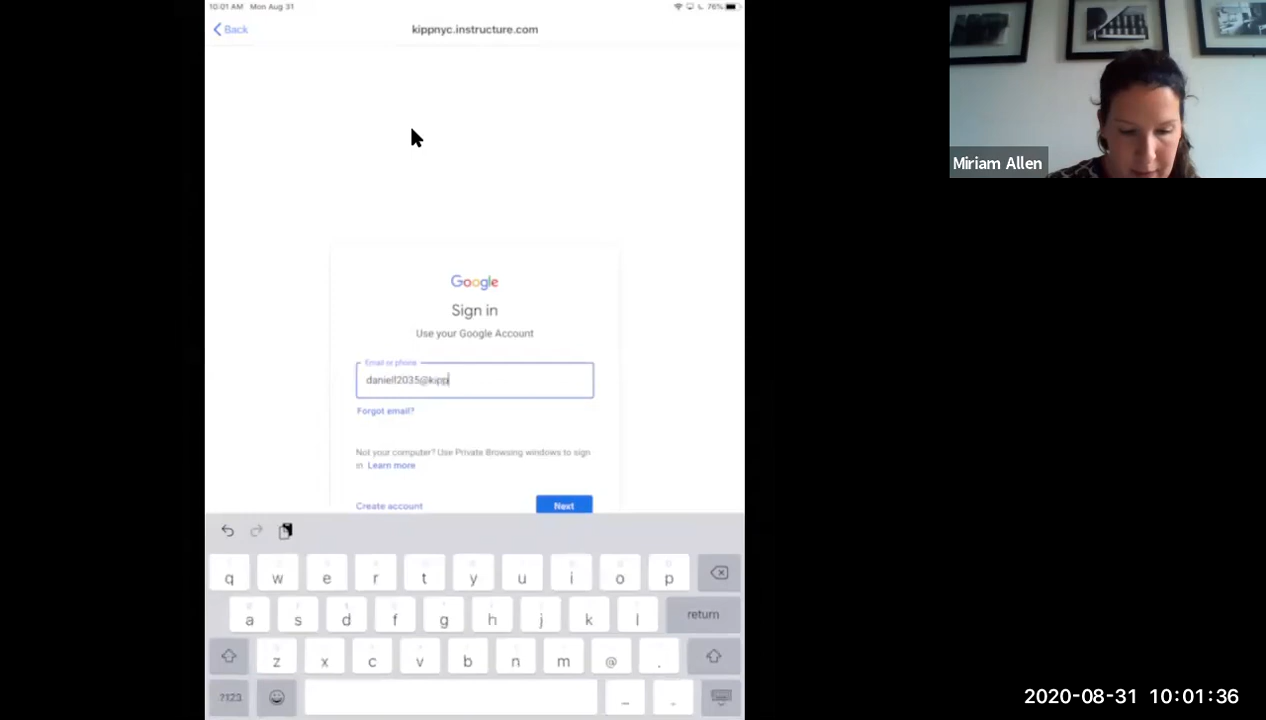 10:01 AM Mon Aug 31
76%
Back
kippnyc.instructure.com
Miriam Allen
Google
Sign in
Use your Google Account
Email or phone
daniell2035@kipp
Forgot email?
Not your computer? Use Private Browsing windows to sign
in Learn more
Create account
Next
q w e r t y u i o p
a s d f g h j k l return
z x c v b n m @ .
?123 _ -
2020-08-31 10:01:36